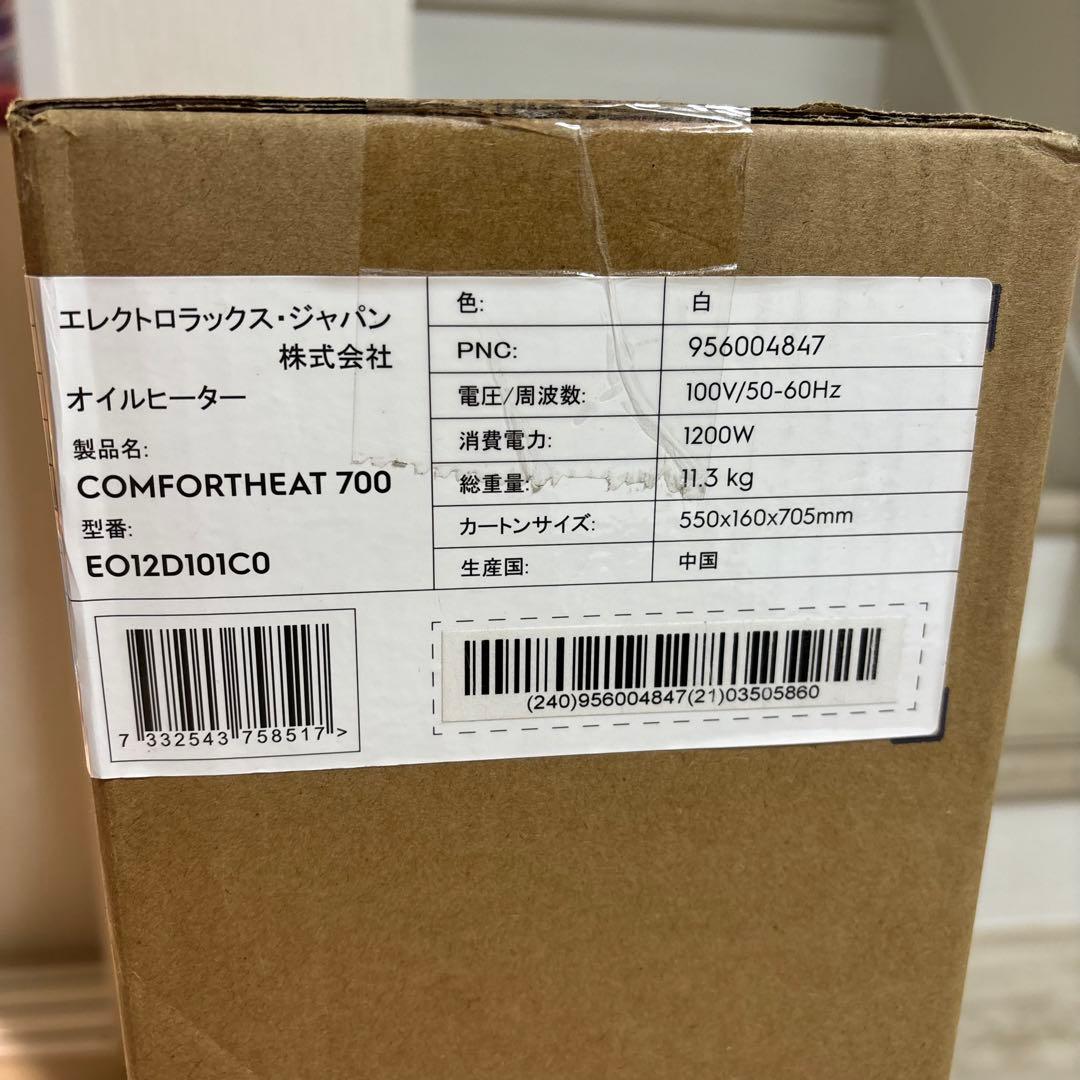 エレクトロラックス・ジャパン
株式会社
オイルヒーター
製品名:
COMFORTHEAT 700
型番:
EO12D101C0
色: 白
PNC: 956004847
電圧/周波数: 100V/50-60Hz
消費電力: 1200W
総重量: 11.3 kg
カートンサイズ: 550x160x705mm
生産国: 中国
7 332543 758517 >
(240)956004847(21)03505860